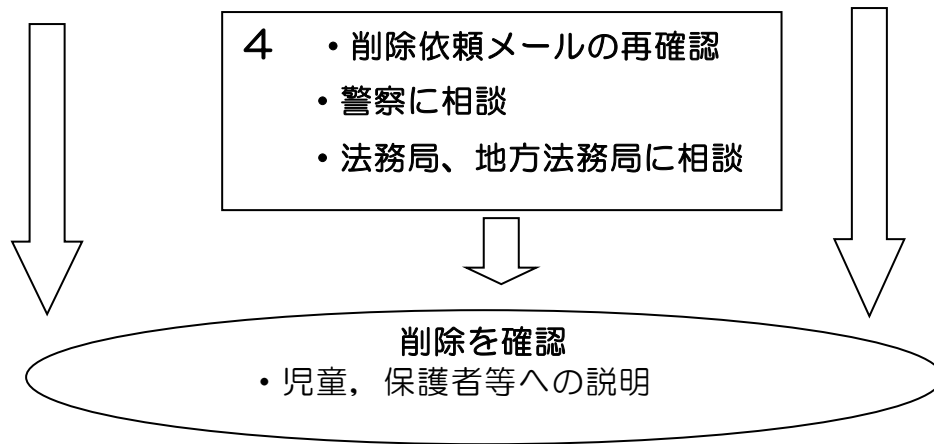 ４　・削除依頼メールの再確認
・警察に相談
・法務局、地方法務局に相談
削除を確認
・児童，保護者等への説明